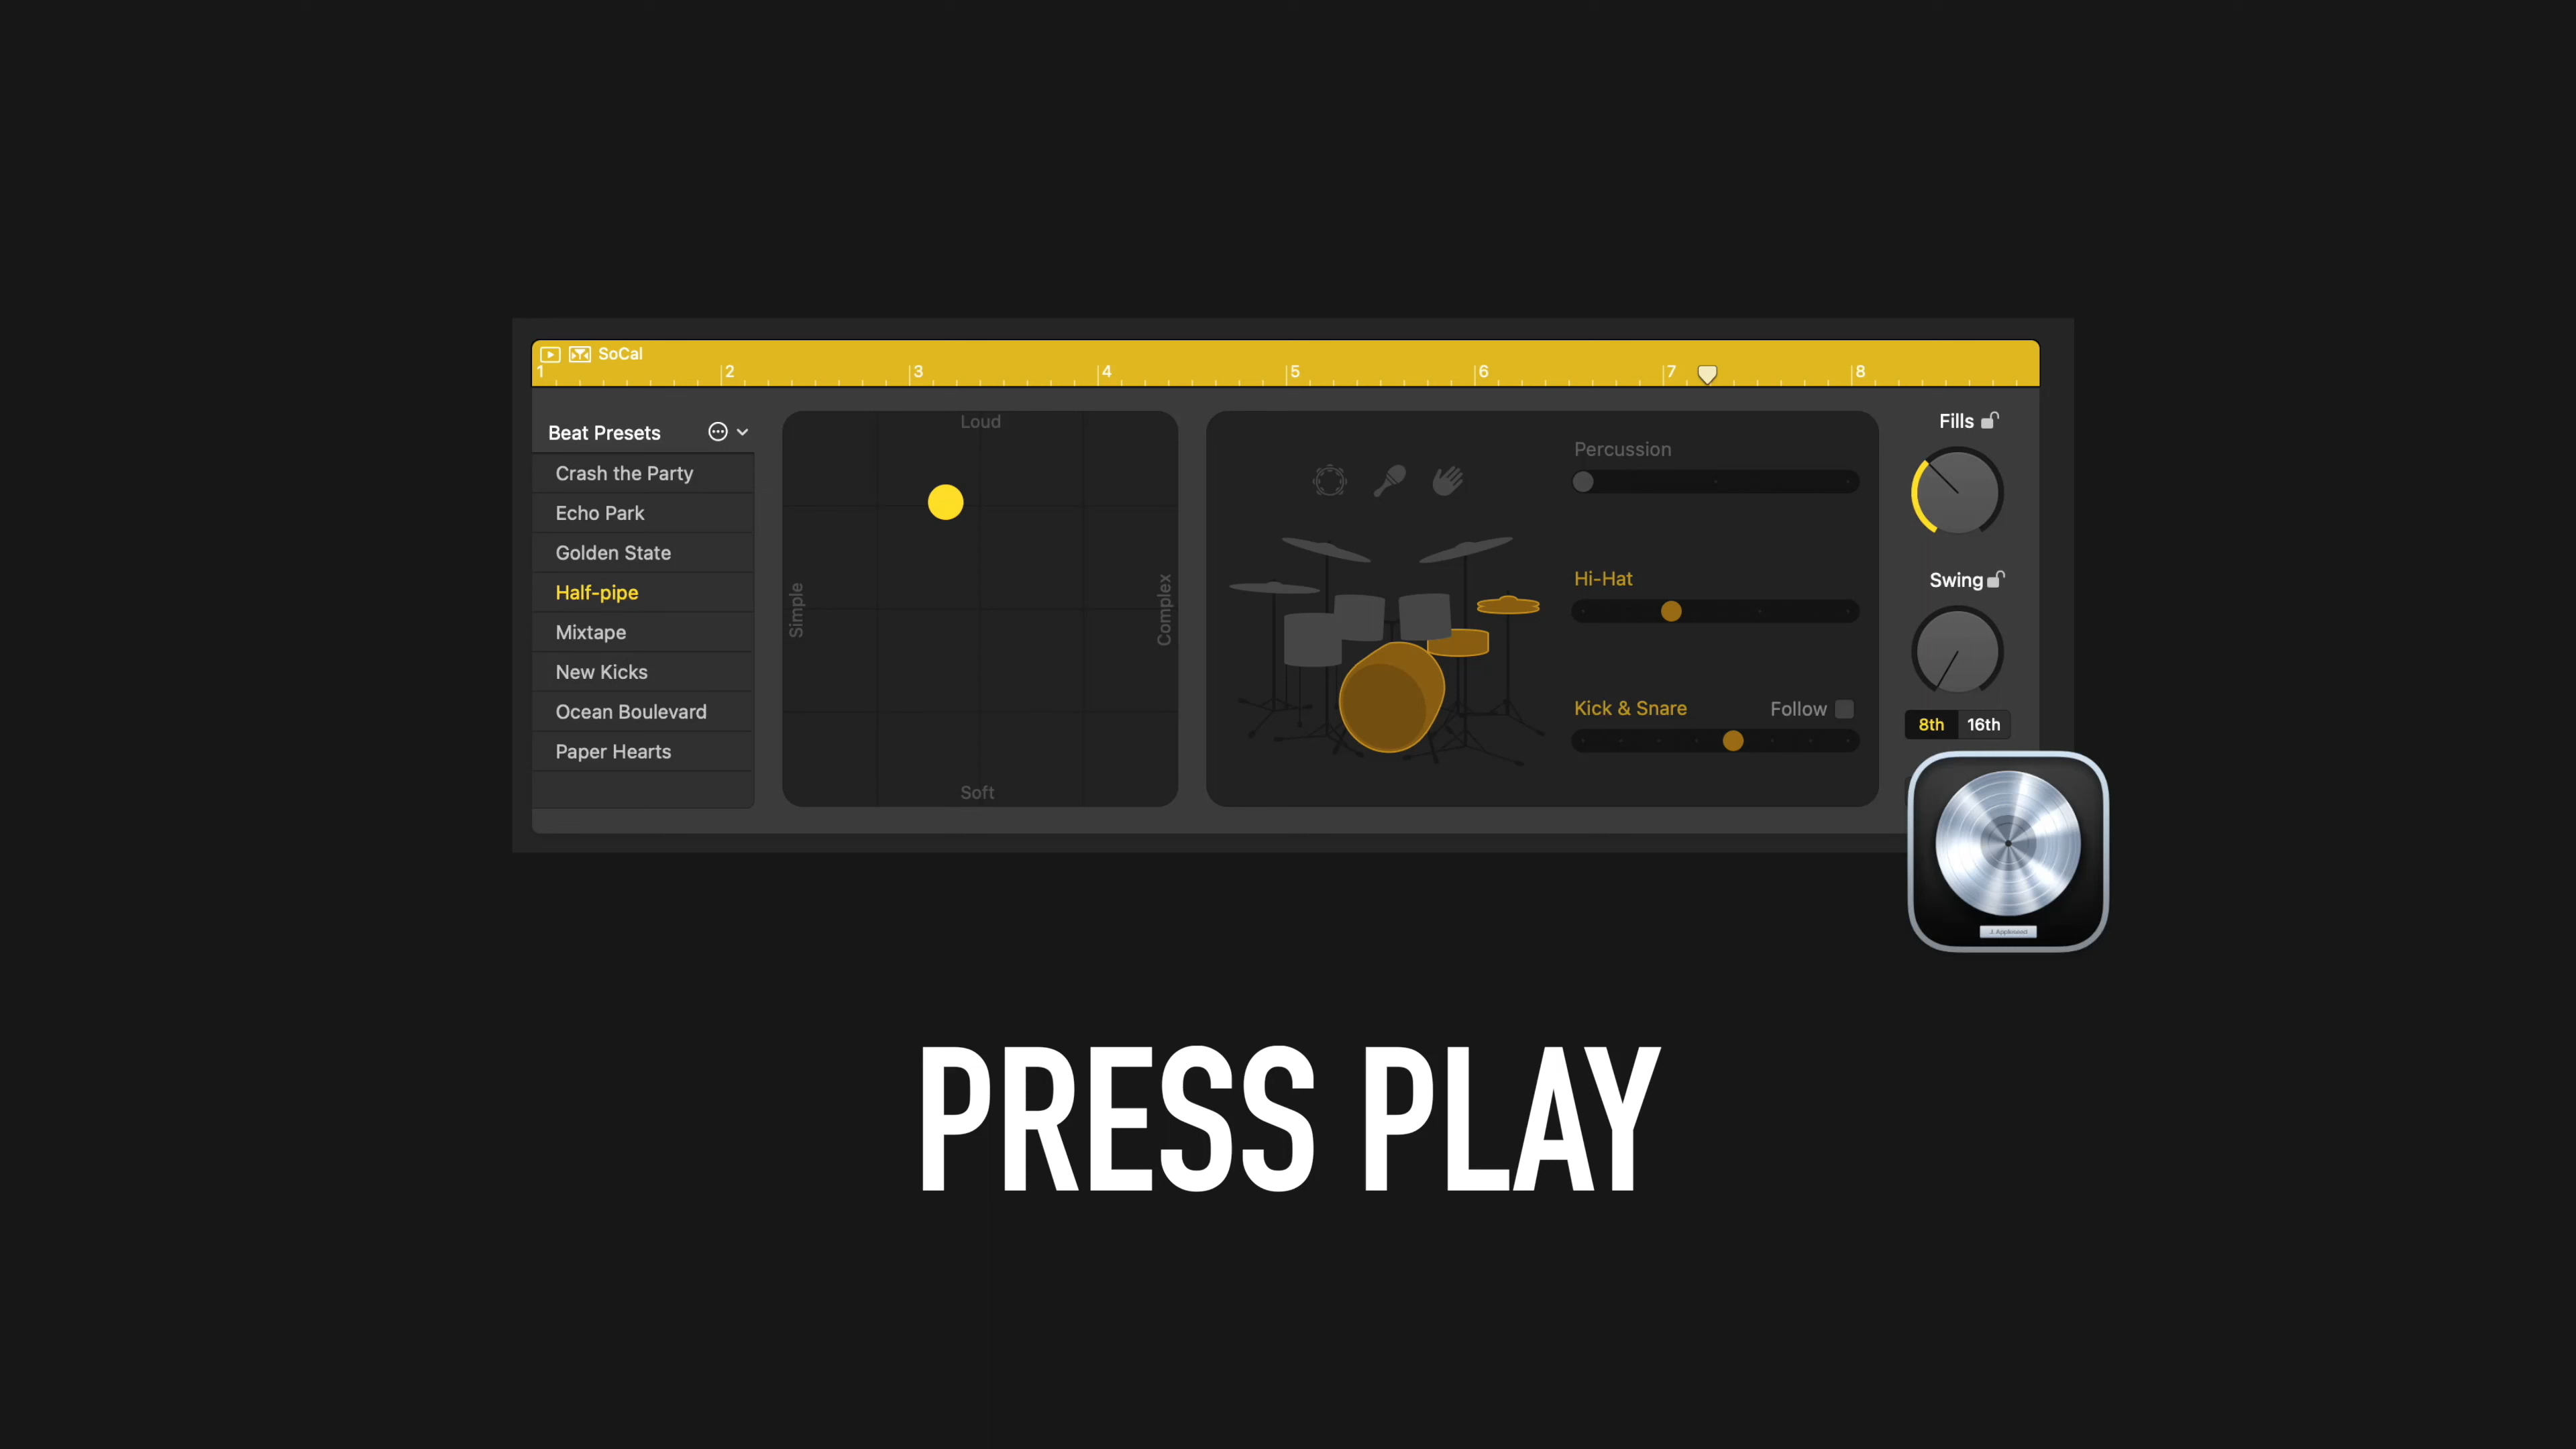 SoCal
1 2 3 4 5 6 7 8
Beat Presets
Crash the Party
Echo Park
Golden State
Half-pipe
Mixtape
New Kicks
Ocean Boulevard
Paper Hearts
Loud
Simple
Complex
Soft
Percussion
Hi-Hat
Kick & Snare Follow
Fills
Swing
8th 16th
J. Appleseed
PRESS PLAY